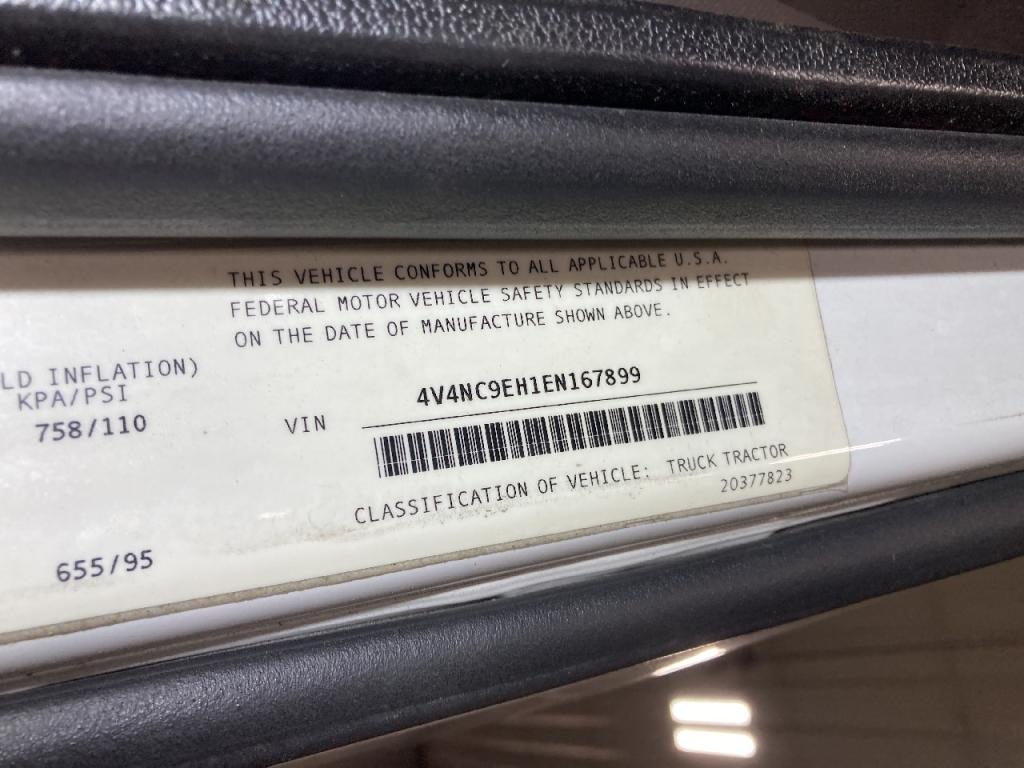 THIS VEHICLE CONFORMS TO ALL APPLICABLE U.S.A.
FEDERAL MOTOR VEHICLE SAFETY STANDARDS IN EFFECT
ON THE DATE OF MANUFACTURE SHOWN ABOVE.
LD INFLATION)
KPA/PSI
758/110
VIN 4V4NC9EH1EN167899
CLASSIFICATION OF VEHICLE: TRUCK TRACTOR
20377823
655/95